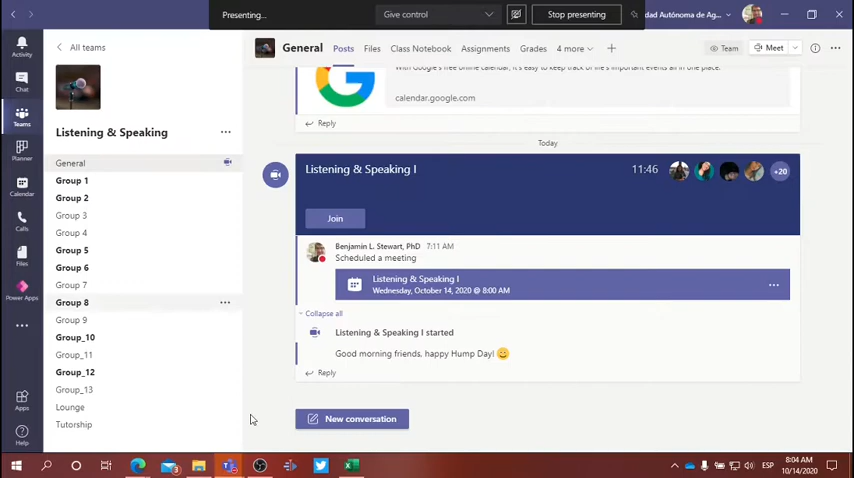 Presenting...
Give control
Stop presenting
dad Autónoma de Ag...
Activity
Chat
Teams
Planner
Calendar
Calls
Files
Power Apps
Apps
Help
All teams
Listening & Speaking
General
Group 1
Group 2
Group 3
Group 4
Group 5
Group 6
Group 7
Group 8
Group 9
Group_10
Group_11
Group_12
Group_13
Lounge
Tutorship
General Posts Files Class Notebook Assignments Grades 4 more
Team
Meet
With Google's free online calendar, it's easy to keep track of life's important events all in one place.
calendar.google.com
Reply
Today
Listening & Speaking I
11:46
+20
Join
Benjamin L. Stewart, PhD 7:11 AM
Scheduled a meeting
Listening & Speaking I
Wednesday, October 14, 2020 @ 8:00 AM
Collapse all
Listening & Speaking I started
Good morning friends, happy Hump Day! 😀
Reply
New conversation
3
ESP
8:04 AM
10/14/2020